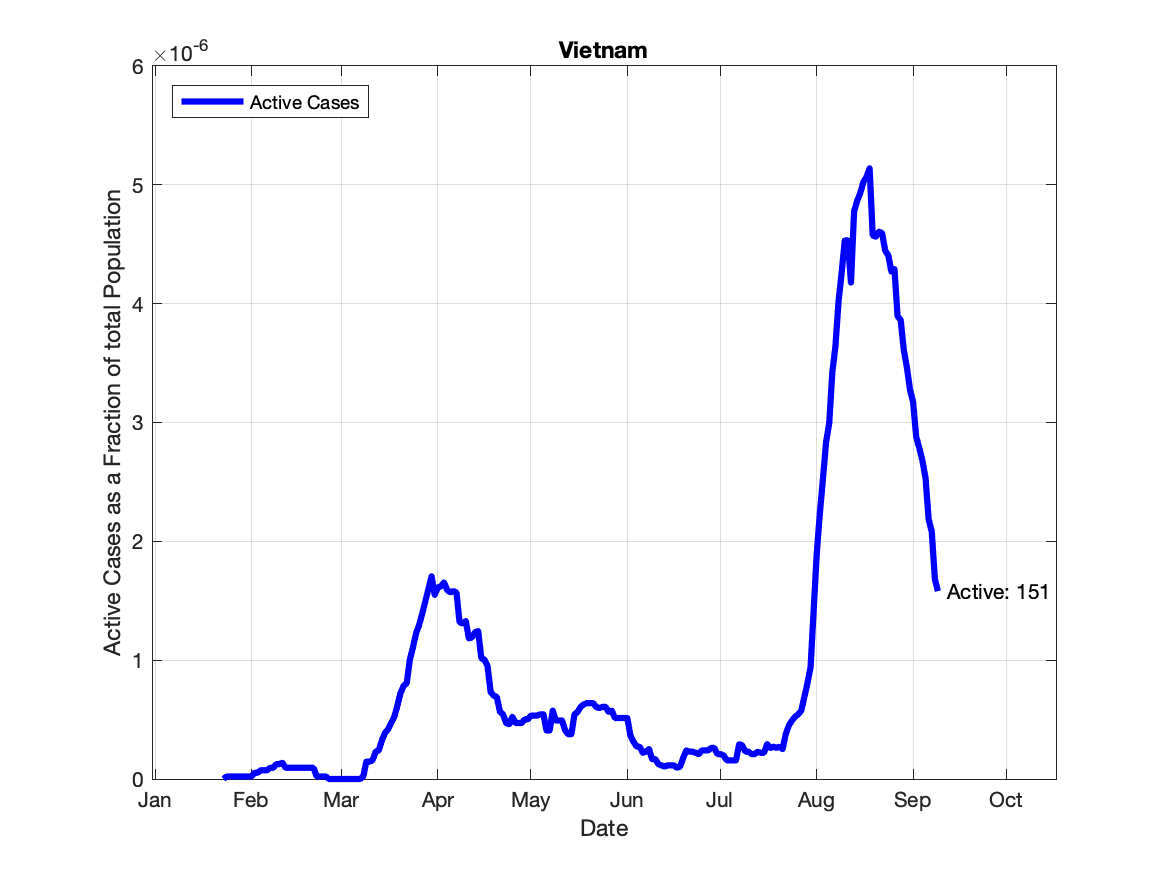 Vietnam
×10-6
Active Cases
6
5
4
3
2
1
0
Active Cases as a Fraction of total Population
Active: 151
Jan Feb Mar Apr May Jun Jul Aug Sep Oct
Date